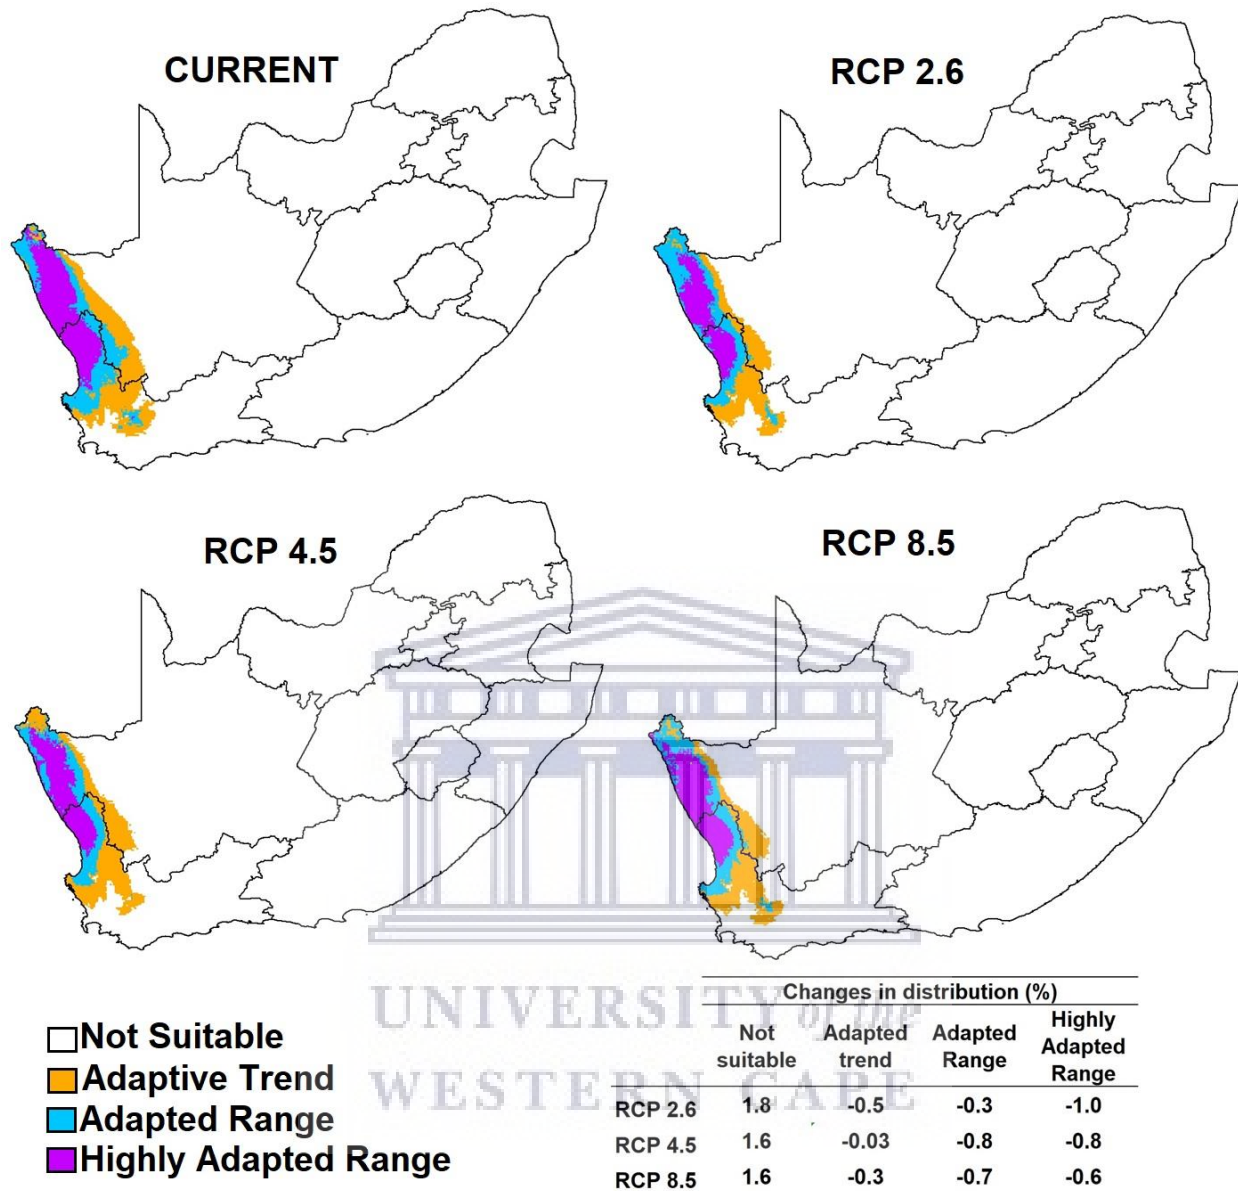 CURRENT
RCP 2.6
RCP 4.5
RCP 8.5
UNIVERSITY of the
WESTERN CAPE
Not Suitable
Adaptive Trend
Adapted Range
Highly Adapted Range
Changes in distribution (%)
Not suitable Adapted trend Adapted Range Highly Adapted Range
RCP 2.6 1.8 -0.5 -0.3 -1.0
RCP 4.5 1.6 -0.03 -0.8 -0.8
RCP 8.5 1.6 -0.3 -0.7 -0.6